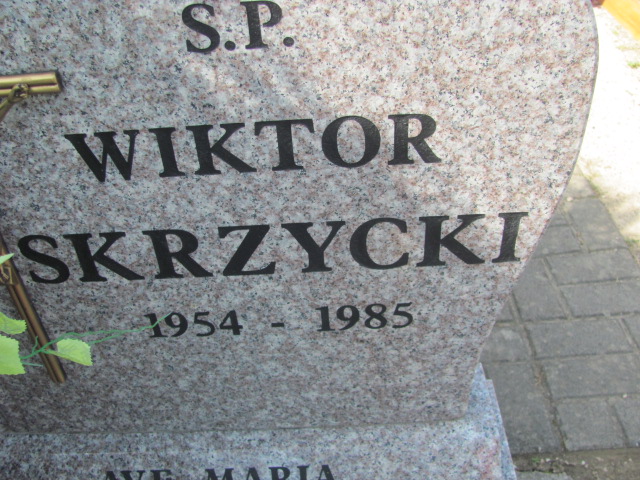 S.P.
WIKTOR
SKRZYCKI
1954 - 1985
AVE MARIA